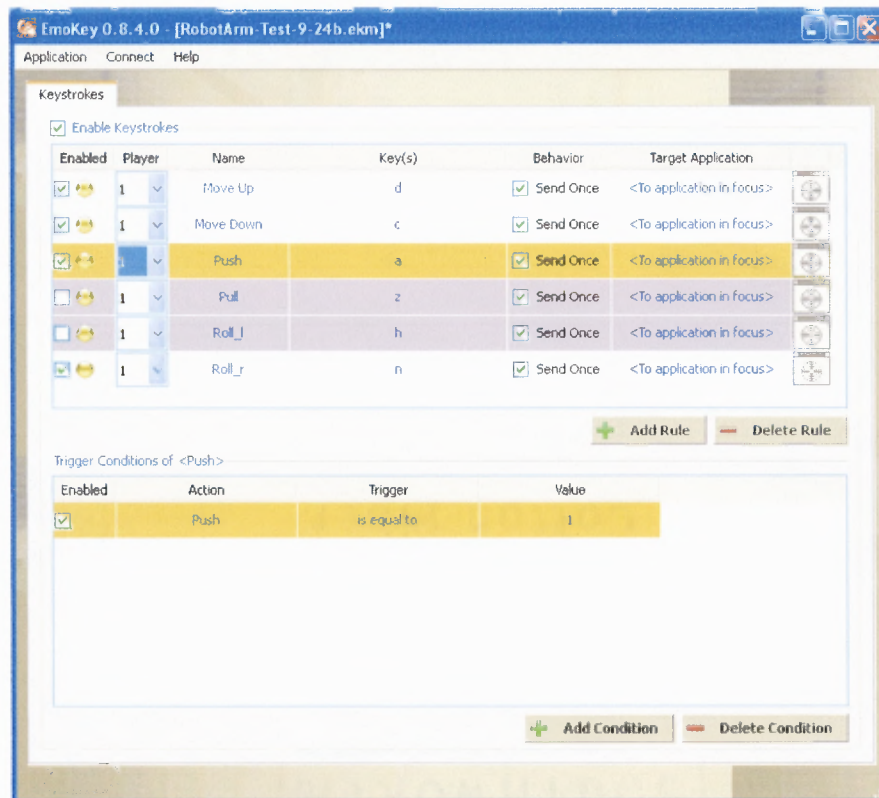 EmoKey 0.8.4.0 - [RobotArm-Test-9-24b.ekm]*
Application Connect Help
Keystrokes
Enable Keystrokes
Enabled Player Name Key(s) Behavior Target Application
1 Move Up d Send Once <To application in focus>
1 Move Down c Send Once <To application in focus>
1 Push a Send Once <To application in focus>
1 Pull z Send Once <To application in focus>
1 Roll_l h Send Once <To application in focus>
1 Roll_r n Send Once <To application in focus>
Add Rule Delete Rule
Trigger Conditions of <Push>
Enabled Action Trigger Value
Push is equal to 1
Add Condition Delete Condition